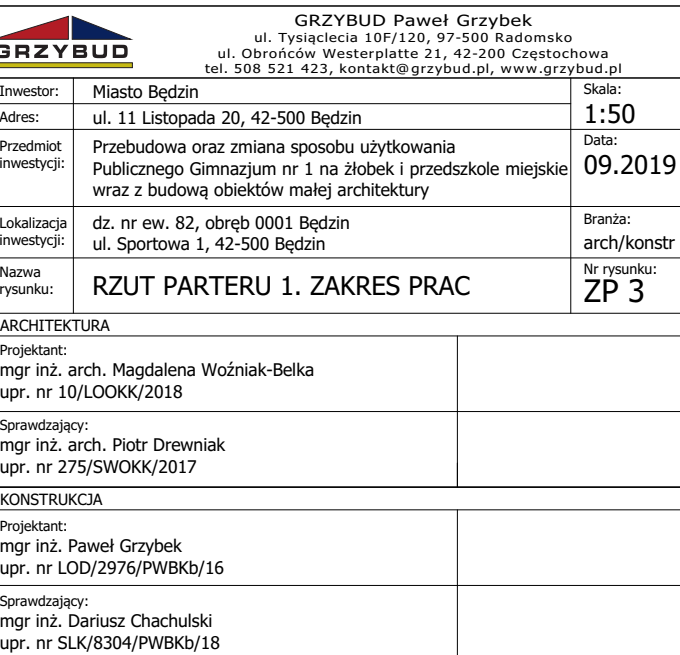 GRZYBUD
GRZYBUD Paweł Grzybek
ul. Tysiąclecia 10F/120, 97-500 Radomsko
ul. Obrońców Westerplatte 21, 42-200 Częstochowa
tel. 508 521 423, kontakt@grzybud.pl, www.grzybud.pl
Inwestor: Miasto Będzin
Adres: ul. 11 Listopada 20, 42-500 Będzin
Skala:
1:50
Przedmiot inwestycji:
Przebudowa oraz zmiana sposobu użytkowania
Publicznego Gimnazjum nr 1 na żłobek i przedszkole miejskie
wraz z budową obiektów małej architektury
Data:
09.2019
Lokalizacja inwestycji:
dz. nr ew. 82, obręb 0001 Będzin
ul. Sportowa 1, 42-500 Będzin
Branża:
arch/konstr
Nazwa rysunku:
RZUT PARTERU 1. ZAKRES PRAC
Nr rysunku:
ZP 3
ARCHITEKTURA
Projektant:
mgr inż. arch. Magdalena Woźniak-Belka
upr. nr 10/LOOKK/2018
Sprawdzający:
mgr inż. arch. Piotr Drewniak
upr. nr 275/SWOKK/2017
KONSTRUKCJA
Projektant:
mgr inż. Paweł Grzybek
upr. nr LOD/2976/PWBKb/16
Sprawdzający:
mgr inż. Dariusz Chachulski
upr. nr SLK/8304/PWBKb/18